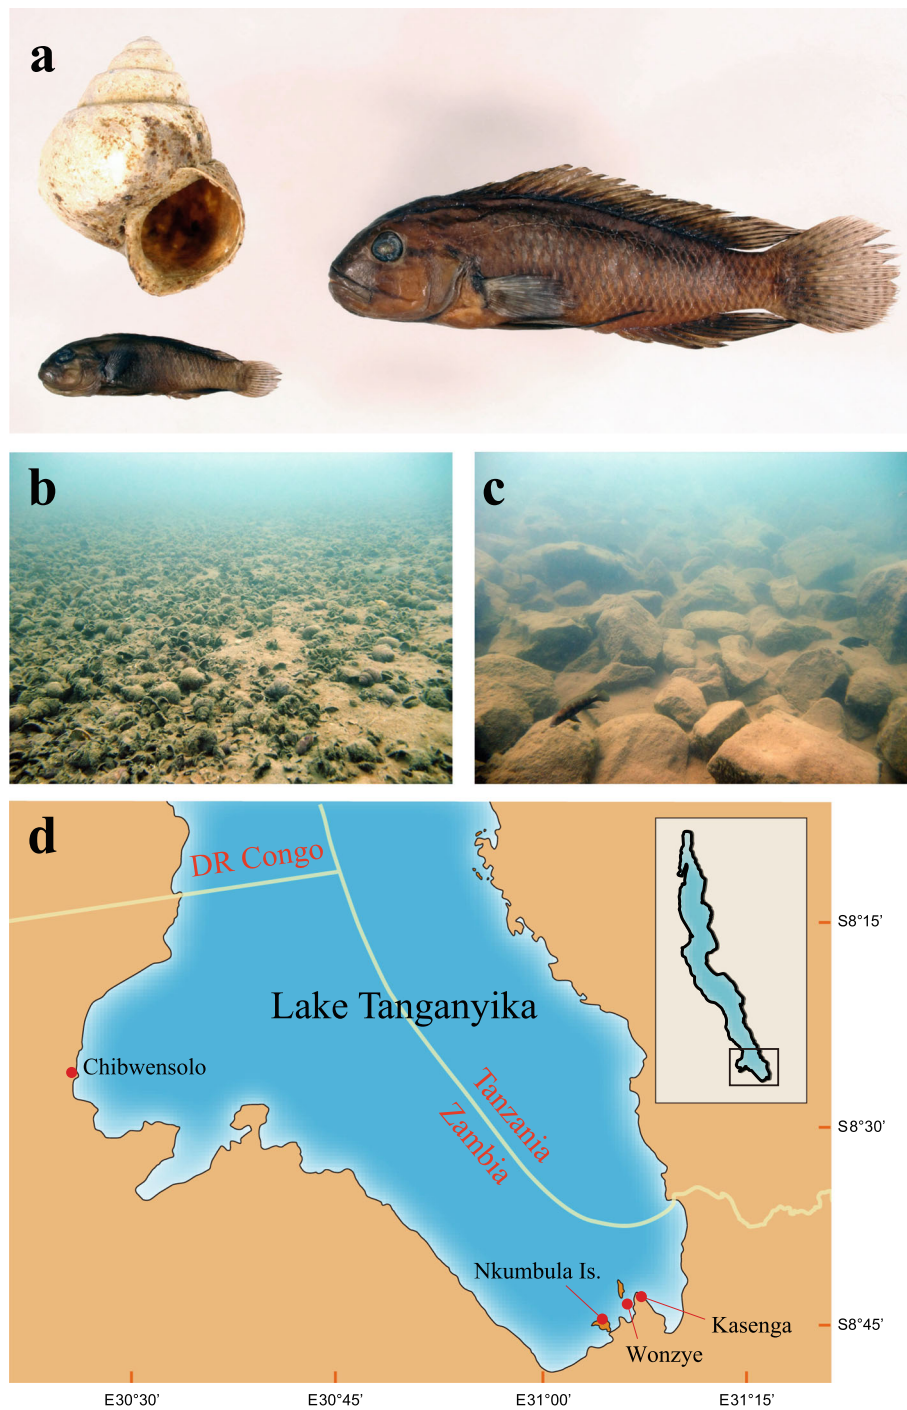 a
b
c
d
DR Congo
Lake Tanganyika
Chibwensolo
Tanzania
Zambia
Nkumbula Is.
Kasenga
Wonzye
S8°15'
S8°30'
S8°45'
E30°30'
E30°45'
E31°00'
E31°15'